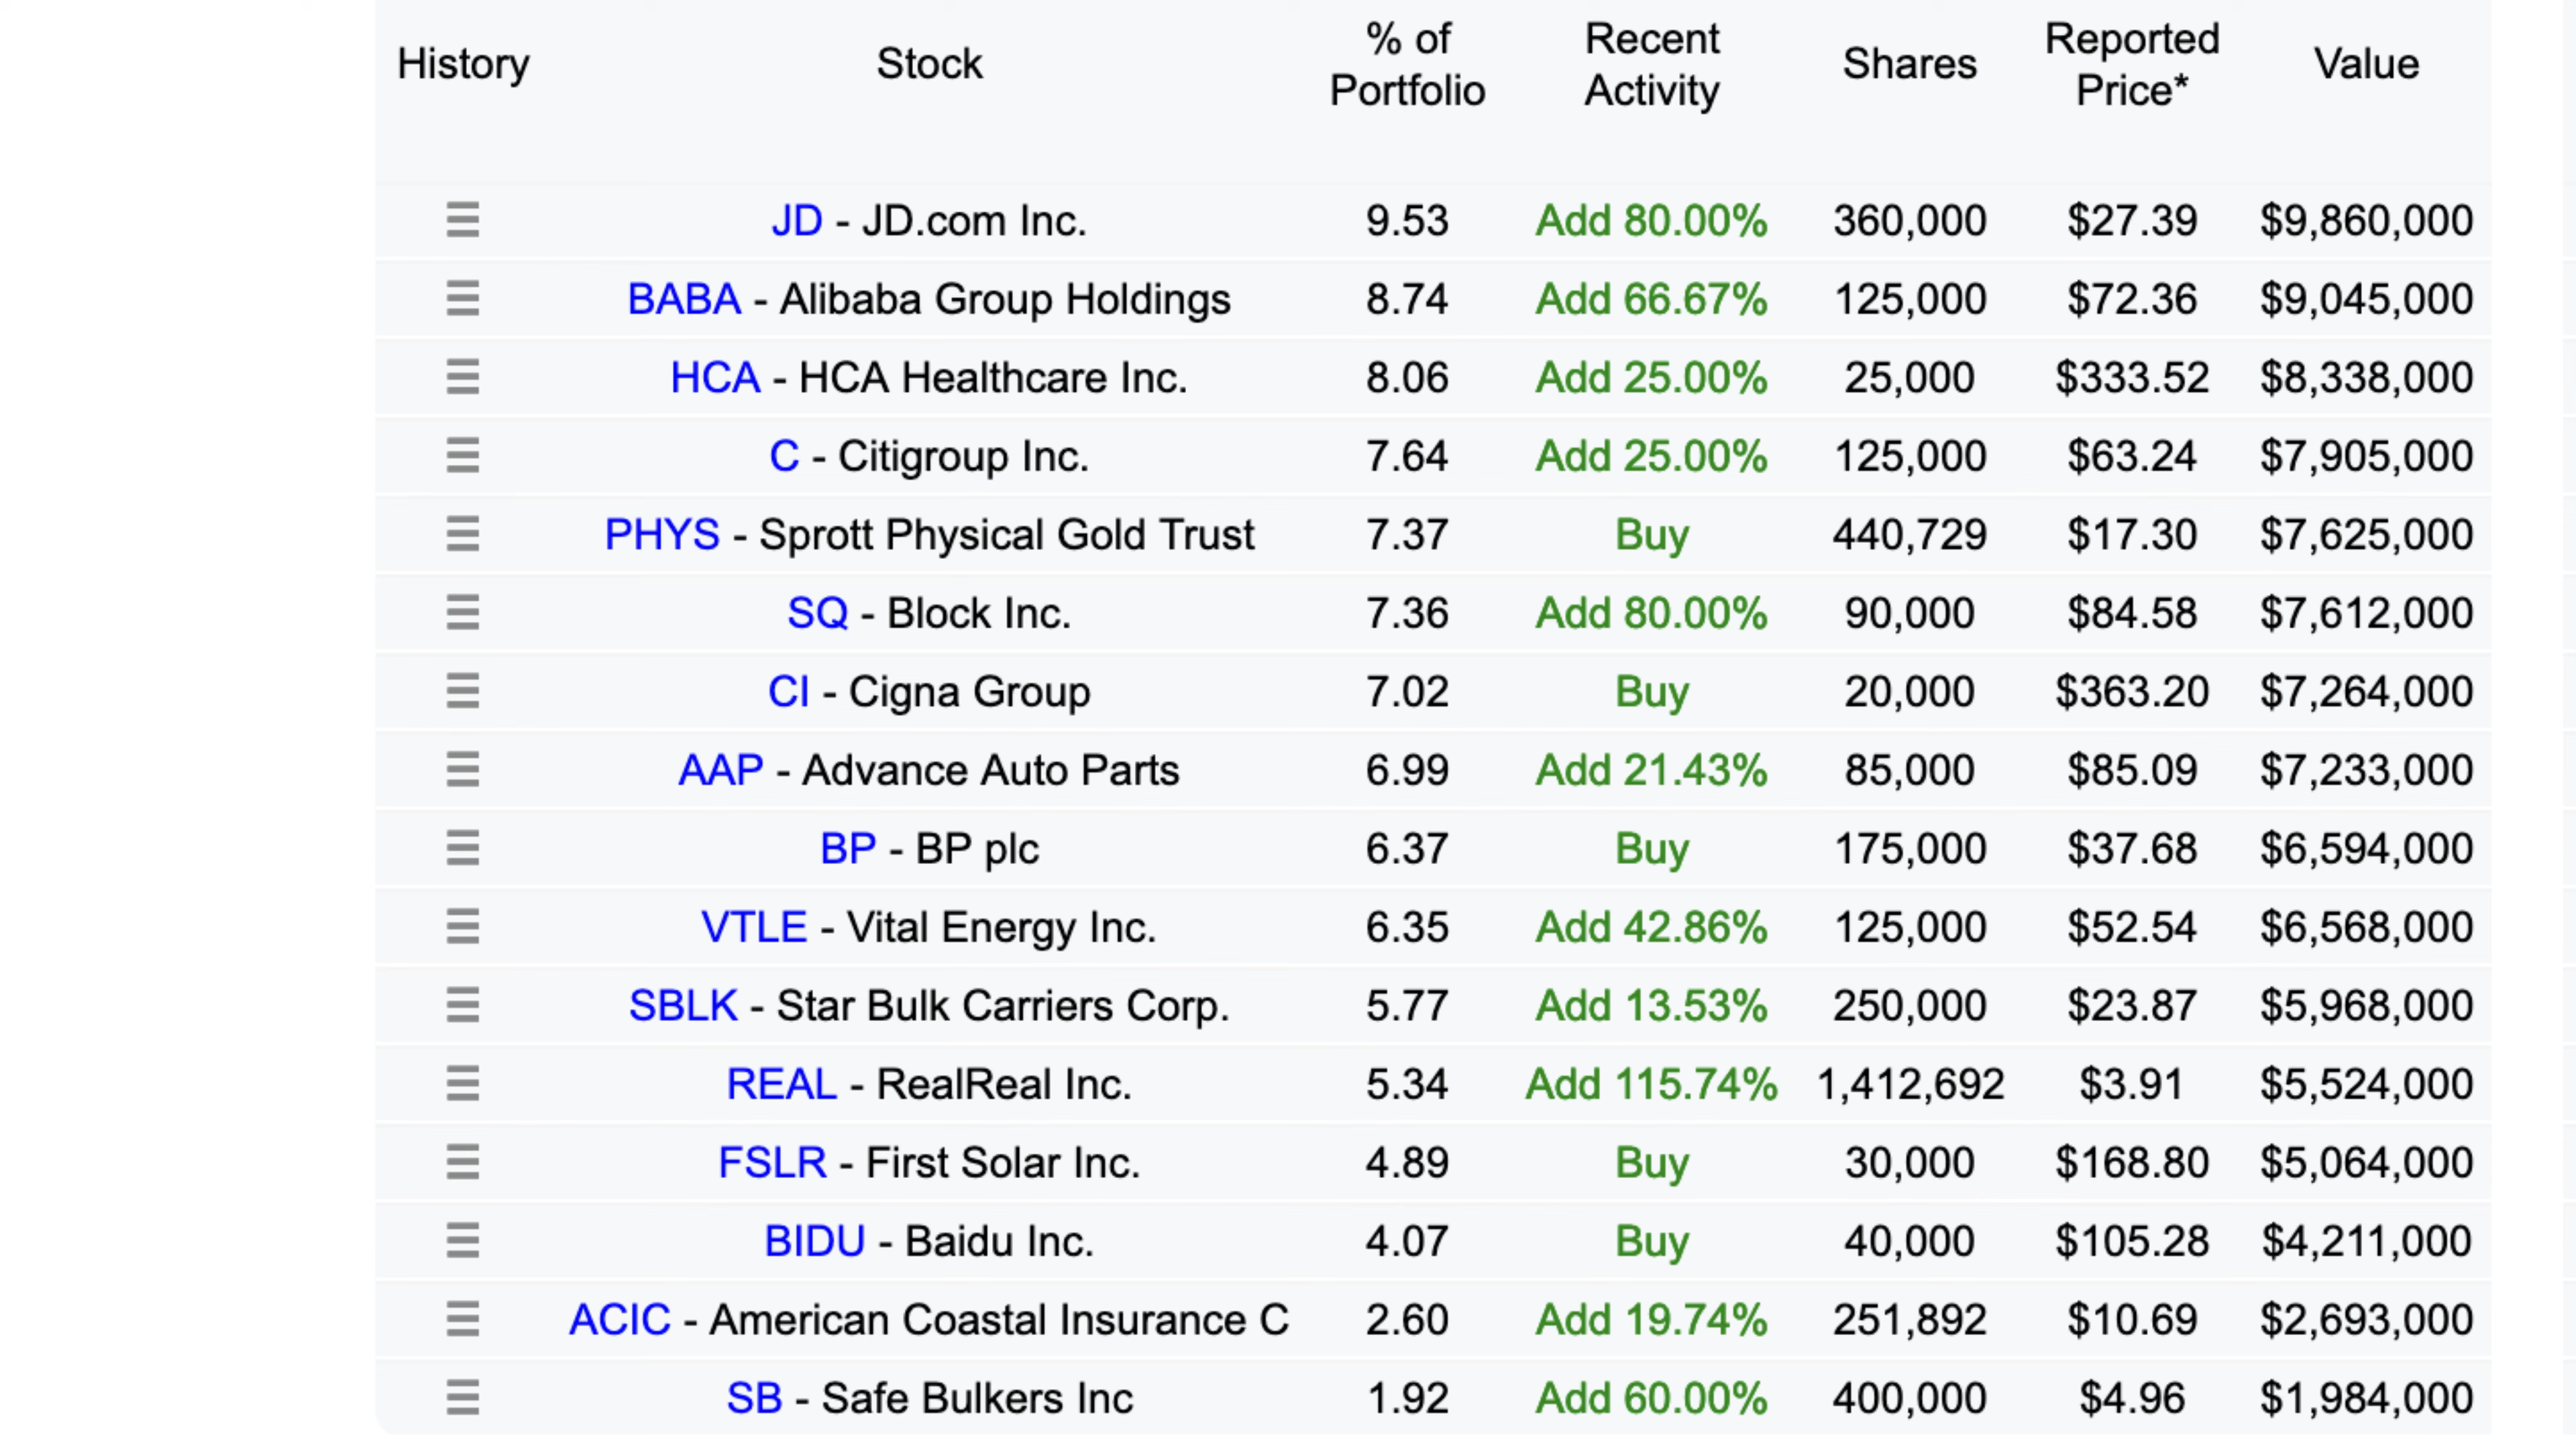 History Stock % of Portfolio Recent Activity Shares Reported Price* Value
JD - JD.com Inc. 9.53 Add 80.00% 360,000 $27.39 $9,860,000
BABA - Alibaba Group Holdings 8.74 Add 66.67% 125,000 $72.36 $9,045,000
HCA - HCA Healthcare Inc. 8.06 Add 25.00% 25,000 $333.52 $8,338,000
C - Citigroup Inc. 7.64 Add 25.00% 125,000 $63.24 $7,905,000
PHYS - Sprott Physical Gold Trust 7.37 Buy 440,729 $17.30 $7,625,000
SQ - Block Inc. 7.36 Add 80.00% 90,000 $84.58 $7,612,000
CI - Cigna Group 7.02 Buy 20,000 $363.20 $7,264,000
AAP - Advance Auto Parts 6.99 Add 21.43% 85,000 $85.09 $7,233,000
BP - BP plc 6.37 Buy 175,000 $37.68 $6,594,000
VTLE - Vital Energy Inc. 6.35 Add 42.86% 125,000 $52.54 $6,568,000
SBLK - Star Bulk Carriers Corp. 5.77 Add 13.53% 250,000 $23.87 $5,968,000
REAL - RealReal Inc. 5.34 Add 115.74% 1,412,692 $3.91 $5,524,000
FSLR - First Solar Inc. 4.89 Buy 30,000 $168.80 $5,064,000
BIDU - Baidu Inc. 4.07 Buy 40,000 $105.28 $4,211,000
ACIC - American Coastal Insurance C 2.60 Add 19.74% 251,892 $10.69 $2,693,000
SB - Safe Bulkers Inc 1.92 Add 60.00% 400,000 $4.96 $1,984,000